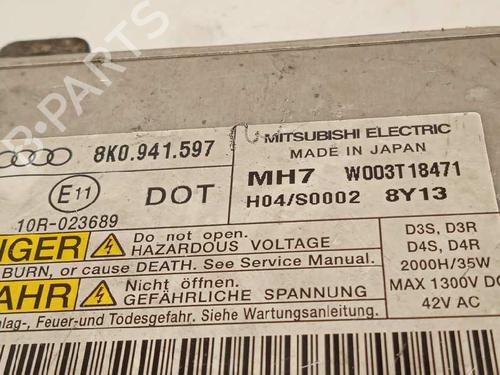 8K0.941.597
MITSUBISHI ELECTRIC
MADE IN JAPAN
MH7 W003T18471
H04/S0002 8Y13
E11
DOT
10R-023689
NGER
Do not open.
HAZARDOUS VOLTAGE
BURN, or cause DEATH. See Service Manual.
AHR
Nicht öffnen.
GEFÄHRLICHE SPANNUNG
lag-, Feuer-und Todesgefahr. Siehe Wartungsanleitung.
D3S, D3R
D4S, D4R
2000H/35W
MAX 1300V DC
42V AC
B-PARTS